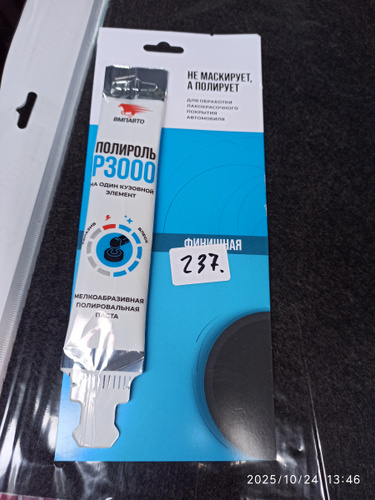 НЕ МАСКИРУЕТ,
А ПОЛИРУЕТ
ДЛЯ ОБРАБОТКИ
ЛАКОКРАСОЧНОГО
ПОКРЫТИЯ
АВТОМОБИЛЯ
ВМПАВТО
ПОЛИРОЛЬ
P3000
НА ОДИН КУЗОВНОЙ
ЭЛЕМЕНТ
ФИНИШНАЯ
237.
МЕЛКОАБРАЗИВНАЯ
ПОЛИРОВАЛЬНАЯ
ПАСТА
2025/10/24 13:46